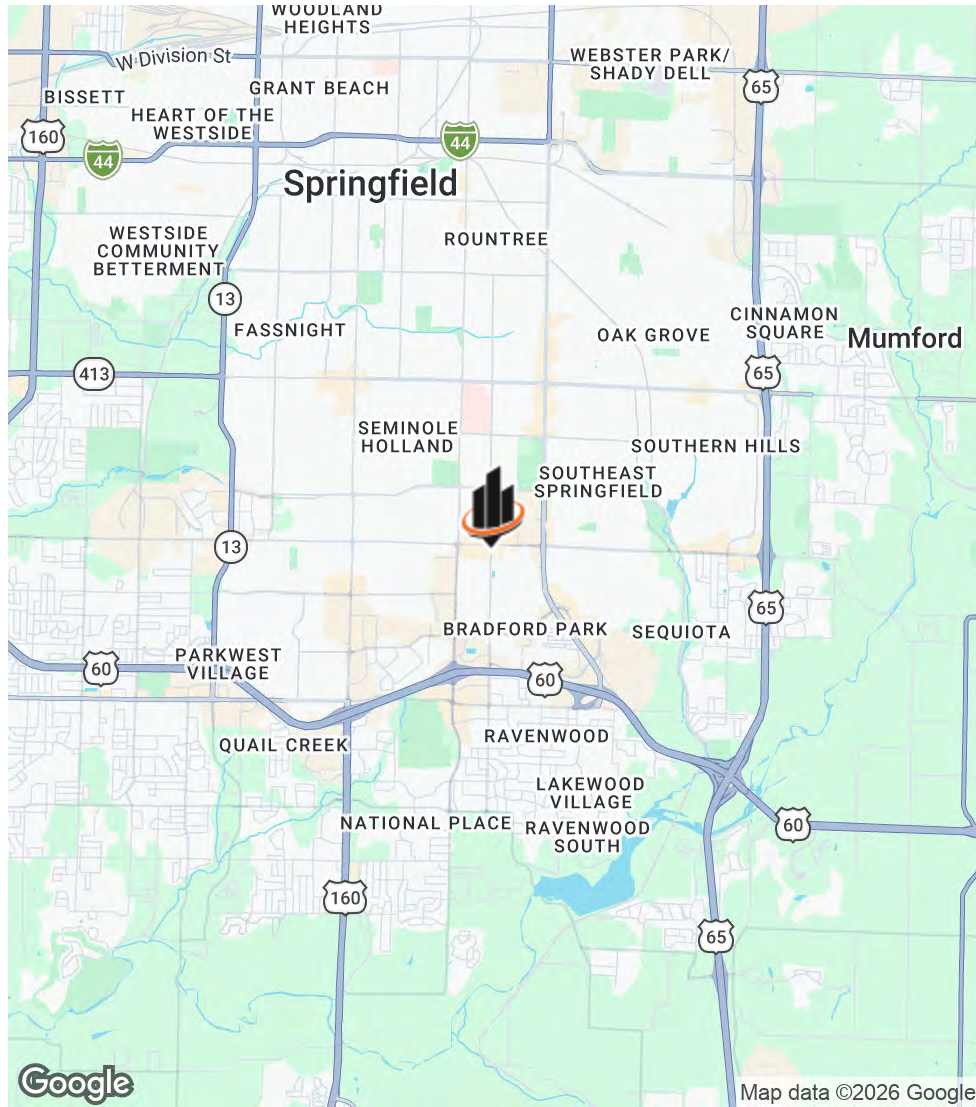 WOODLAND
HEIGHTS
W Division St
WEBSTER PARK/
SHADY DELL
65
BISSETT
GRANT BEACH
HEART OF THE
WESTSIDE
160
44
44
Springfield
WESTSIDE
COMMUNITY
BETTERMENT
ROUNTREE
13
FASSNIGHT
OAK GROVE
CINNAMON
SQUARE
Mumford
413
65
SEMINOLE
HOLLAND
SOUTHERN HILLS
SOUTHEAST
SPRINGFIELD
13
65
BRADFORD PARK
SEQUIOTA
60
PARKWEST
VILLAGE
60
QUAIL CREEK
RAVENWOOD
LAKEWOOD
VILLAGE
NATIONAL PLACE
RAVENWOOD
SOUTH
60
160
65
Google
Map data ©2026 Google